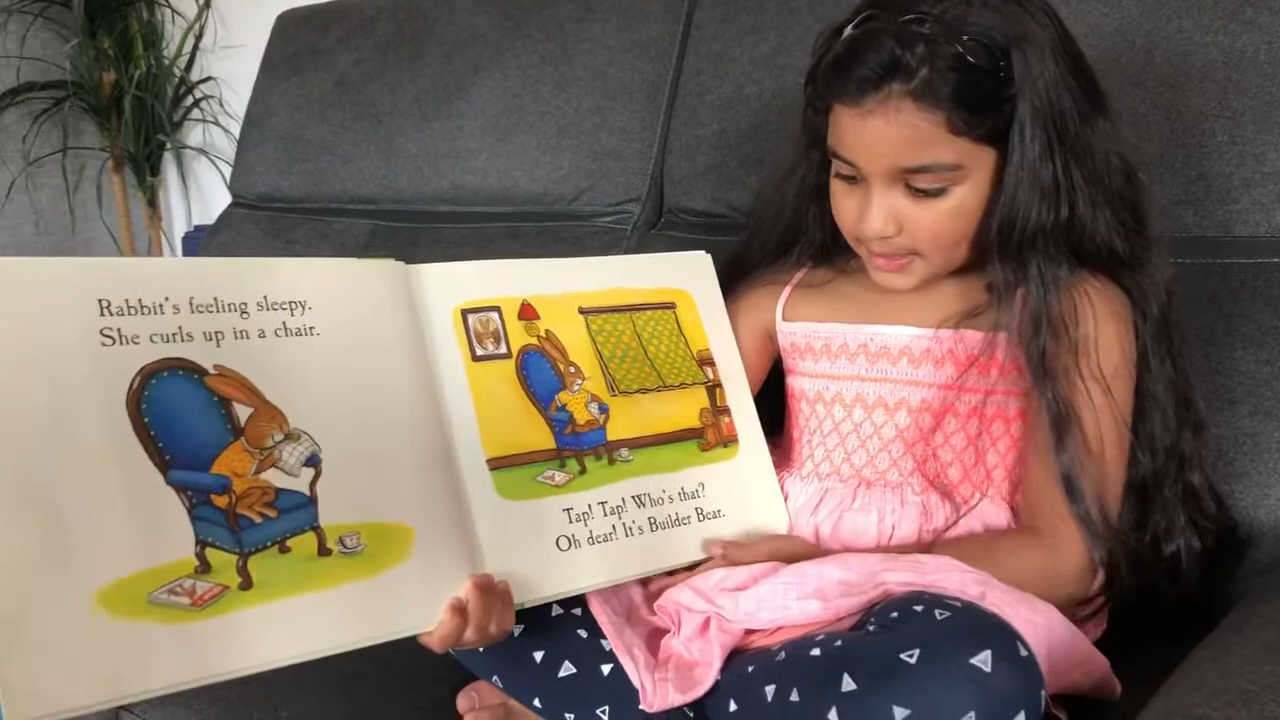 Rabbit's feeling sleepy.
She curls up in a chair.
Tap! Tap! Who's that?
Oh dear! It's Builder Bear.